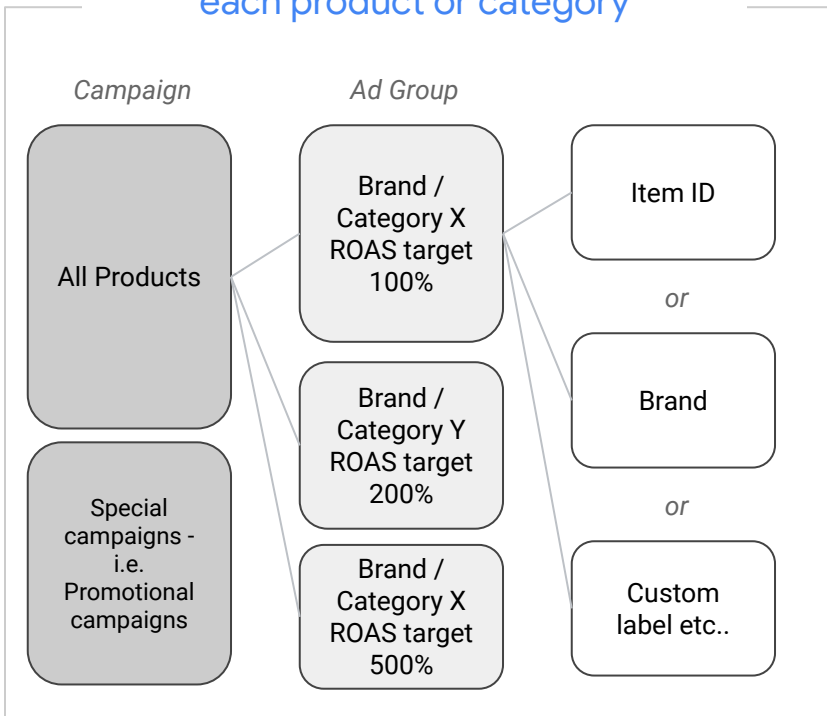 each product or category
Campaign
Ad Group
All Products
Special
campaigns -
i.e.
Promotional
campaigns
Brand /
Category X
ROAS target
100%
Brand /
Category Y
ROAS target
200%
Brand /
Category X
ROAS target
500%
Item ID
or
Brand
or
Custom
label etc..